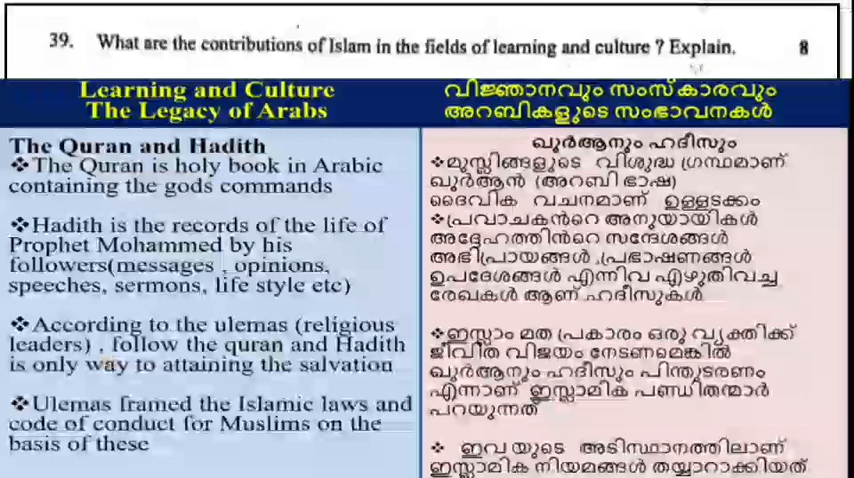 39. What are the contributions of Islam in the fields of learning and culture ? Explain. 8
Learning and Culture
The Legacy of Arabs
വിജ്ഞാനവും സംസ്കാരവും
അറബികളുടെ സംഭാവനകൾ
The Quran and Hadith
❖The Quran is holy book in Arabic
containing the gods commands
❖Hadith is the records of the life of
Prophet Mohammed by his
followers(messages , opinions,
speeches, sermons, life style etc)
❖According to the ulemas (religious
leaders) , follow the quran and Hadith
is only way to attaining the salvation
❖Ulemas framed the Islamic laws and
code of conduct for Muslims on the
basis of these
ഖുർആനും ഹദീസും
❖മുസ്ലിങ്ങളുടെ വിശുദ്ധ ഗ്രന്ഥമാണ്
ഖുർആൻ (അറബി ഭാഷ)
ദൈവിക വചനമാണ് ഉള്ളടക്കം
❖പ്രവാചകൻറെ അനുയായികൾ
അദ്ദേഹത്തിൻറെ സന്ദേശങ്ങൾ
അഭിപ്രായങ്ങൾ ,പ്രഭാഷണങ്ങൾ
ഉപദേശങ്ങൾ എന്നിവ എഴുതിവച്ച
രേഖകൾ ആണ് ഹദീസുകൾ
❖ഇസ്ലാം മത പ്രകാരം ഒരു വ്യക്തിക്ക്
ജീവിത വിജയം നേടണമെങ്കിൽ
ഖുർആനും ഹദീസും പിന്തുടരണം
എന്നാണ് ഇസ്ലാമിക പണ്ഡിതന്മാർ
പറയുന്നത്
❖ ഇവയുടെ അടിസ്ഥാനത്തിലാണ്
ഇസ്ലാമിക നിയമങ്ങൾ തയ്യാറാക്കിയത്